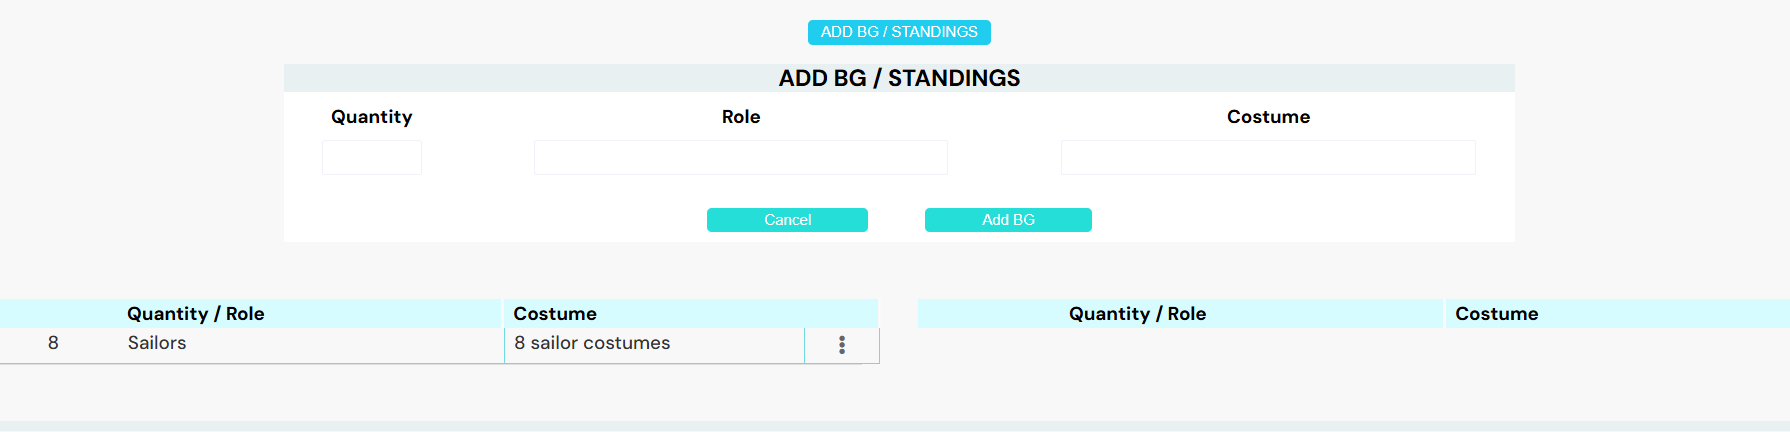 ADD BG / STANDINGS
ADD BG / STANDINGS
Quantity Role Costume
Cancel Add BG
Quantity / Role Costume Quantity / Role Costume
8 Sailors 8 sailor costumes